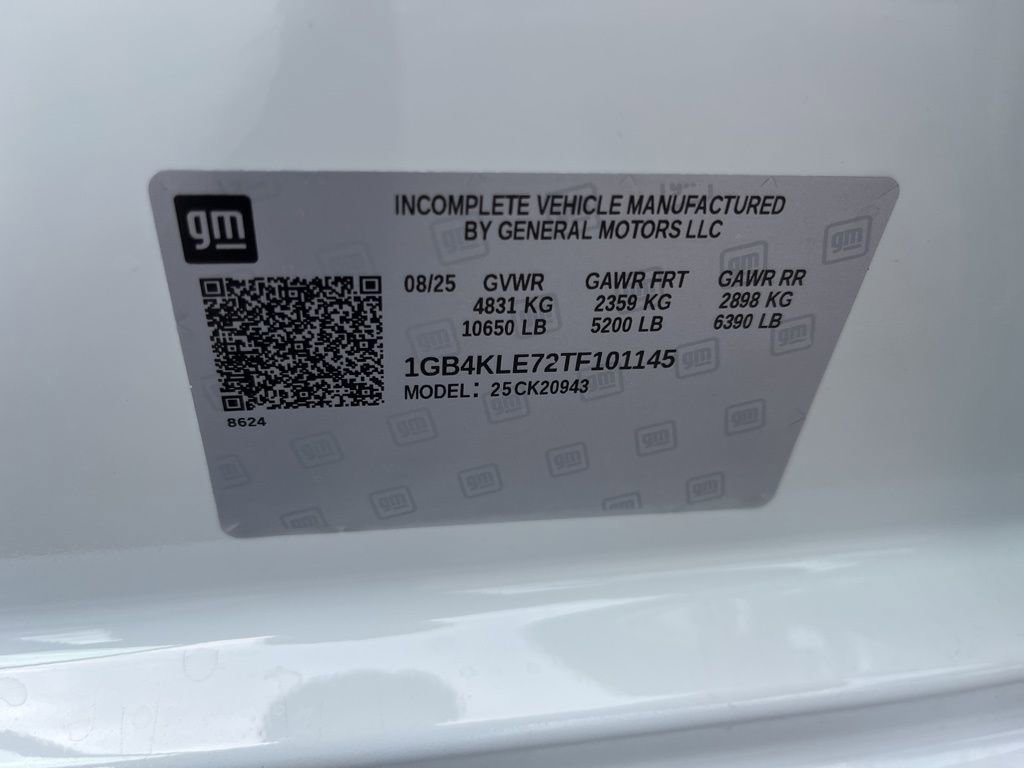 gm
INCOMPLETE VEHICLE MANUFACTURED
BY GENERAL MOTORS LLC
08/25 GVWR GAWR FRT GAWR RR
4831 KG 2359 KG 2898 KG
10650 LB 5200 LB 6390 LB
1GB4KLE72TF101145
MODEL: 25CK20943
8624